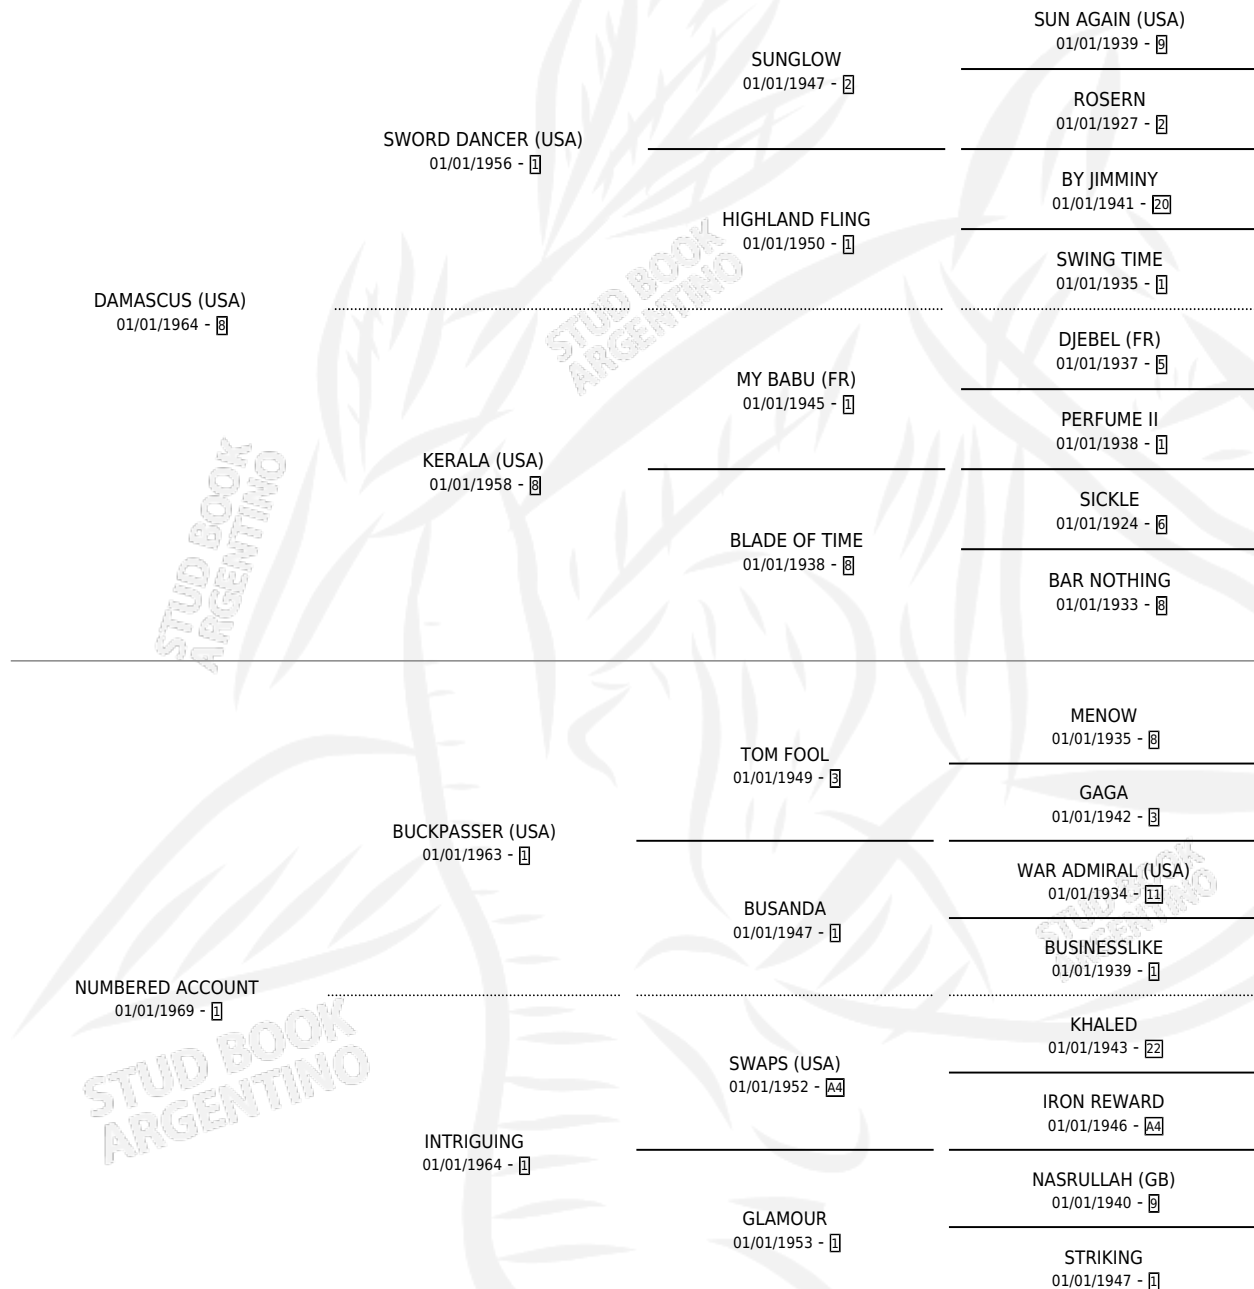 SUN AGAIN (USA)
01/01/1939 - 9
SUNGLOW
01/01/1947 - 2
ROSERN
01/01/1927 - 2
SWORD DANCER (USA)
01/01/1956 - 1
BY JIMMINY
01/01/1941 - 20
HIGHLAND FLING
01/01/1950 - 1
SWING TIME
01/01/1935 - 1
DAMASCUS (USA)
01/01/1964 - 8
STUD BOOK
ARGENTINO
DJEBEL (FR)
01/01/1937 - 5
MY BABU (FR)
01/01/1945 - 1
PERFUME II
01/01/1938 - 1
KERALA (USA)
01/01/1958 - 8
SICKLE
01/01/1924 - 6
BLADE OF TIME
01/01/1938 - 8
BAR NOTHING
01/01/1933 - 8
STUD BOOK
ARGENTINO
MENOW
01/01/1935 - 8
TOM FOOL
01/01/1949 - 3
GAGA
01/01/1942 - 3
BUCKPASSER (USA)
01/01/1963 - 1
WAR ADMIRAL (USA)
01/01/1934 - 11
BUSANDA
01/01/1947 - 1
STUD BOOK
ARGENTINO
BUSINESSLIKE
01/01/1939 - 1
NUMBERED ACCOUNT
01/01/1969 - 1
STUD BOOK
ARGENTINO
KHALED
01/01/1943 - 22
SWAPS (USA)
01/01/1952 - A4
IRON REWARD
01/01/1946 - A4
INTRIGUING
01/01/1964 - 1
NASRULLAH (GB)
01/01/1940 - 9
GLAMOUR
01/01/1953 - 1
STRIKING
01/01/1947 - 1